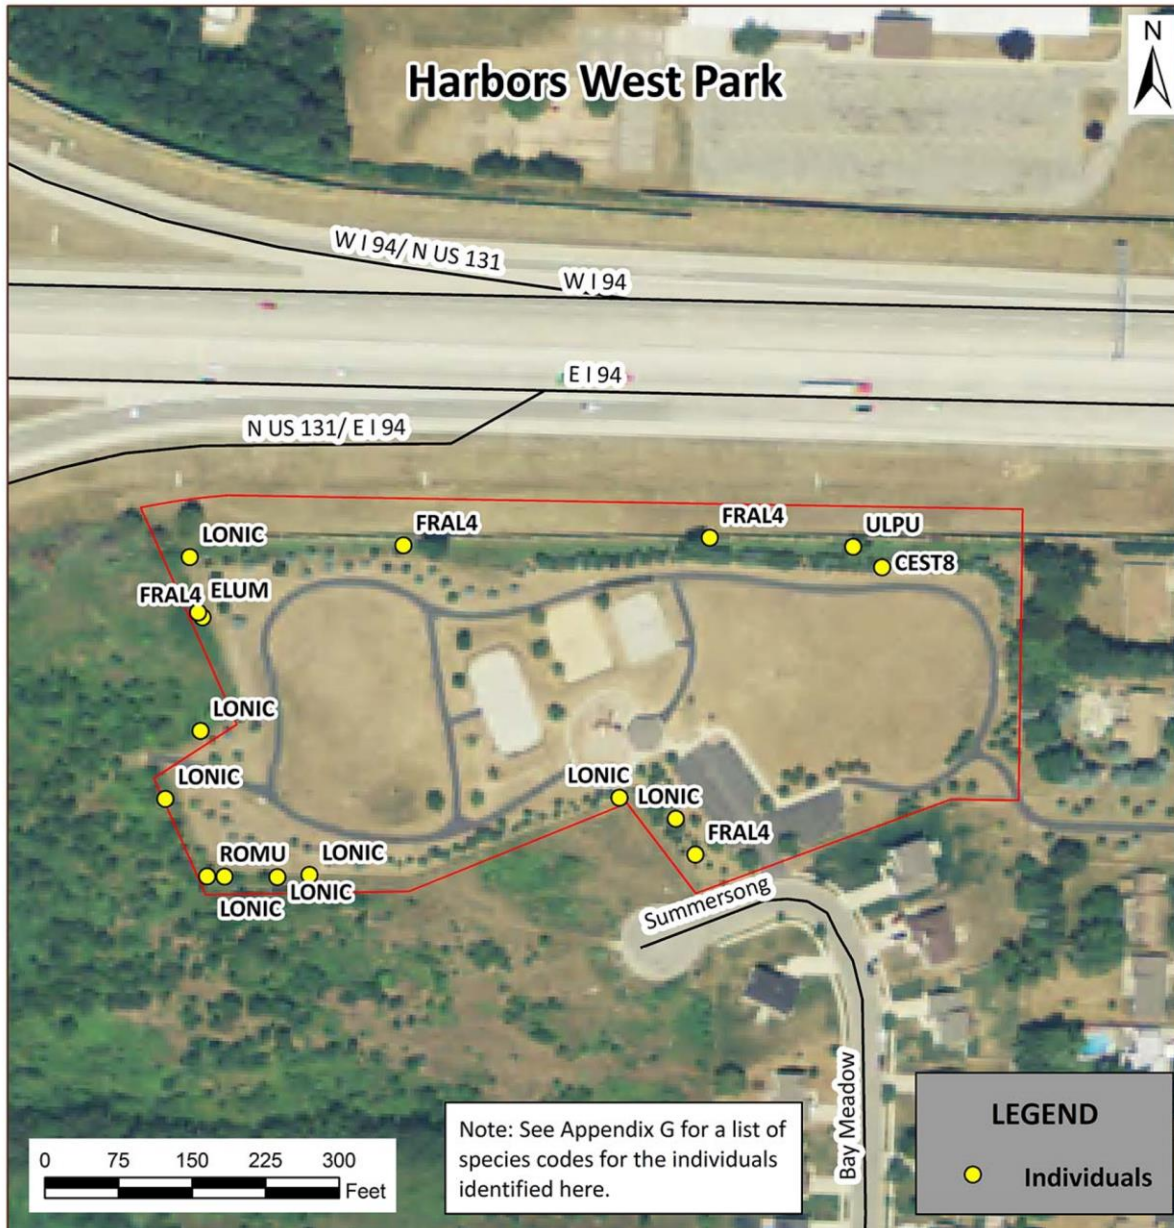 Harbors West Park
N
W I 94/ N US 131
W I 94
E I 94
N US 131/ E I 94
FRAL4
FRAL4
ULPU
LONIC
CEST8
FRAL4
ELUM
LONIC
LONIC
LONIC
LONIC
FRAL4
ROMU
LONIC
LONIC
LONIC
Summersong
Bay Meadow
0 75 150 225 300
Feet
Note: See Appendix G for a list of
species codes for the individuals
identified here.
LEGEND
Individuals